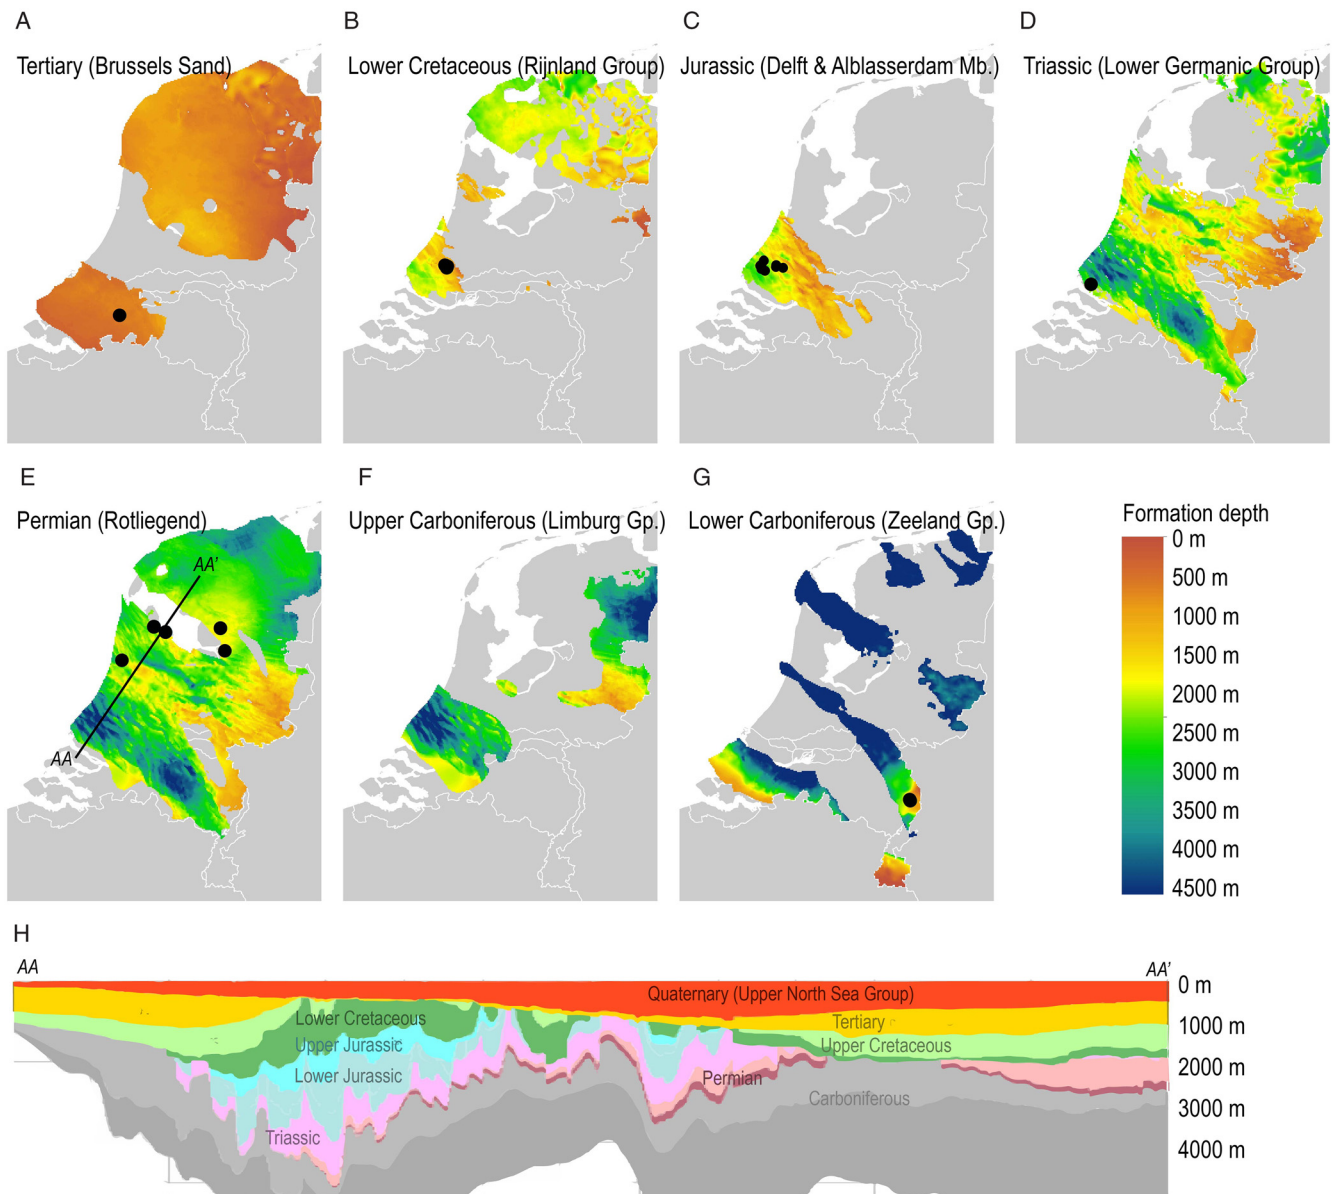 A
B
C
D
Tertiary (Brussels Sand)
Lower Cretaceous (Rijnland Group)
Jurassic (Delft & Alblasserdam Mb.)
Triassic (Lower Germanic Group)
E
F
G
Permian (Rotliegend)
Upper Carboniferous (Limburg Gp.)
Lower Carboniferous (Zeeland Gp.)
AA'
AA
Formation depth
0 m
500 m
1000 m
1500 m
2000 m
2500 m
3000 m
3500 m
4000 m
4500 m
H
AA
AA'
Quaternary (Upper North Sea Group)
Tertiary
Lower Cretaceous
Upper Jurassic
Upper Cretaceous
Lower Jurassic
Permian
Carboniferous
Triassic
0 m
1000 m
2000 m
3000 m
4000 m